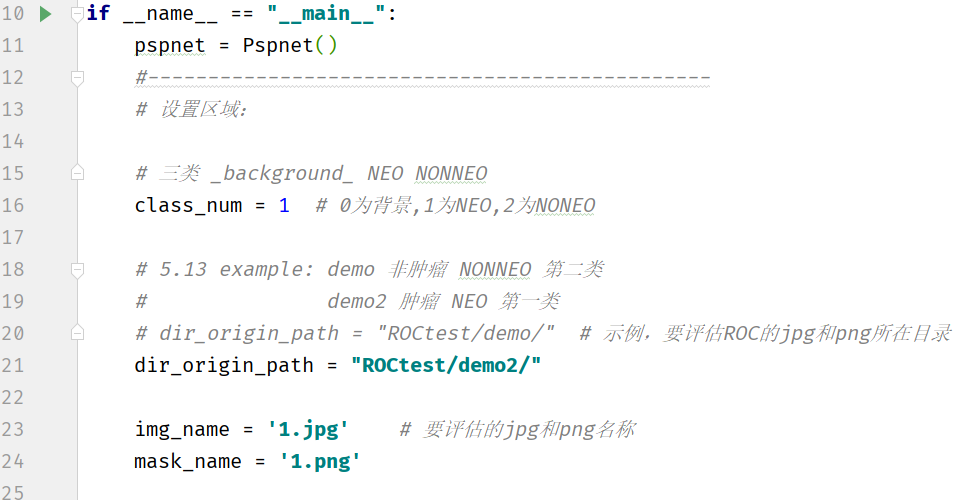 10 if __name__ == "__main__":
11 pspnet = Pspnet()
12 #-----------------------------------------------
13 # 设置区域：
14
15 # 三类 _background_ NEO NONNEO
16 class_num = 1  # 0为背景,1为NEO,2为NONEO
17
18 # 5.13 example: demo 非肿瘤 NONNEO 第二类
19 #               demo2 肿瘤 NEO 第一类
20 # dir_origin_path = "ROCtest/demo/"  # 示例，要评估ROC的jpg和png所在目录
21 dir_origin_path = "ROCtest/demo2/"
22
23 img_name = '1.jpg'    # 要评估的jpg和png名称
24 mask_name = '1.png'
25